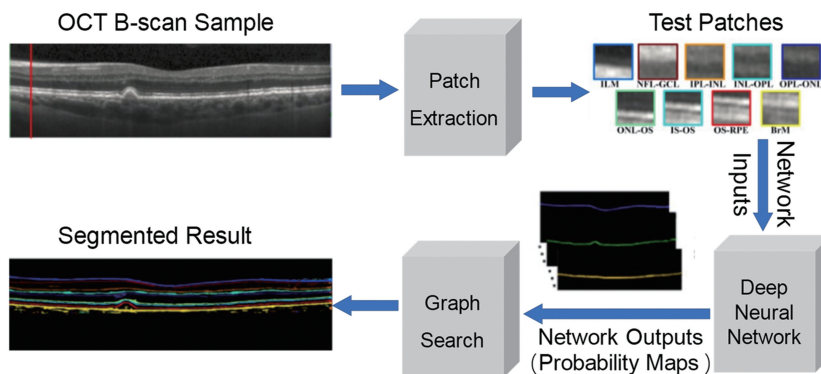 OCT B-scan Sample
Test Patches
Patch
Extraction
ILM NFL-GCL IPL-INL INL-OPL OPL-ONL
ONL-OS IS-OS OS-RPE BrM
Network
Inputs
Segmented Result
Graph
Search
Deep
Neural
Network
Network Outputs
(Probability Maps)